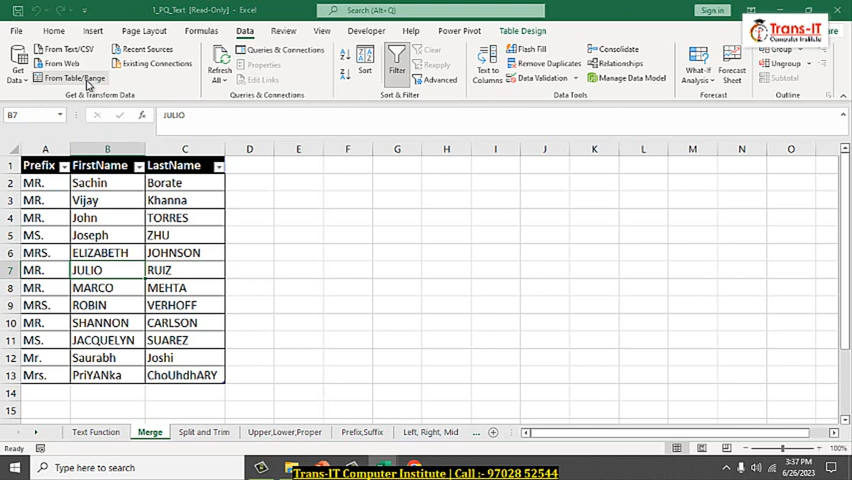 1_PQ_Text [Read-Only] - Excel
Search (Alt+Q)
Sign in
Trans-IT
Computer Institute
File Home Insert Page Layout Formulas Data Review View Automate Help Power Pivot Table Design
Get Data
From Text/CSV
From Web
From Table/Range
Recent Sources
Existing Connections
Get & Transform Data
Refresh All
Queries & Connections
Properties
Edit Links
Queries & Connections
Sort
Filter
Clear
Reapply
Advanced
Sort & Filter
Text to Columns
Flash Fill
Remove Duplicates
Data Validation
Consolidate
Relationships
Manage Data Model
Data Tools
What-If Analysis
Forecast Sheet
Forecast
Group
Ungroup
Subtotal
Outline
B7 fx JULIO
A B C D E F G H I J K L M N O
1 Prefix FirstName LastName
2 MR. Sachin Borate
3 MR. Vijay Khanna
4 MR. John TORRES
5 MS. Joseph ZHU
6 MRS. ELIZABETH JOHNSON
7 MR. JULIO RUIZ
8 MR. MARCO MEHTA
9 MRS. ROBIN VERHOFF
10 MR. SHANNON CARLSON
11 MS. JACQUELYN SUAREZ
12 Mr. Saurabh Joshi
13 Mrs. PriYANka ChoUhdhARY
14
15
Text Function Merge Split and Trim Upper,Lower,Proper Prefix,Suffix Left, Right, Mid ...
Ready
100%
Type here to search
3:37 PM
6/26/2023
Trans-IT Computer Institute | Call :- 97028 52544